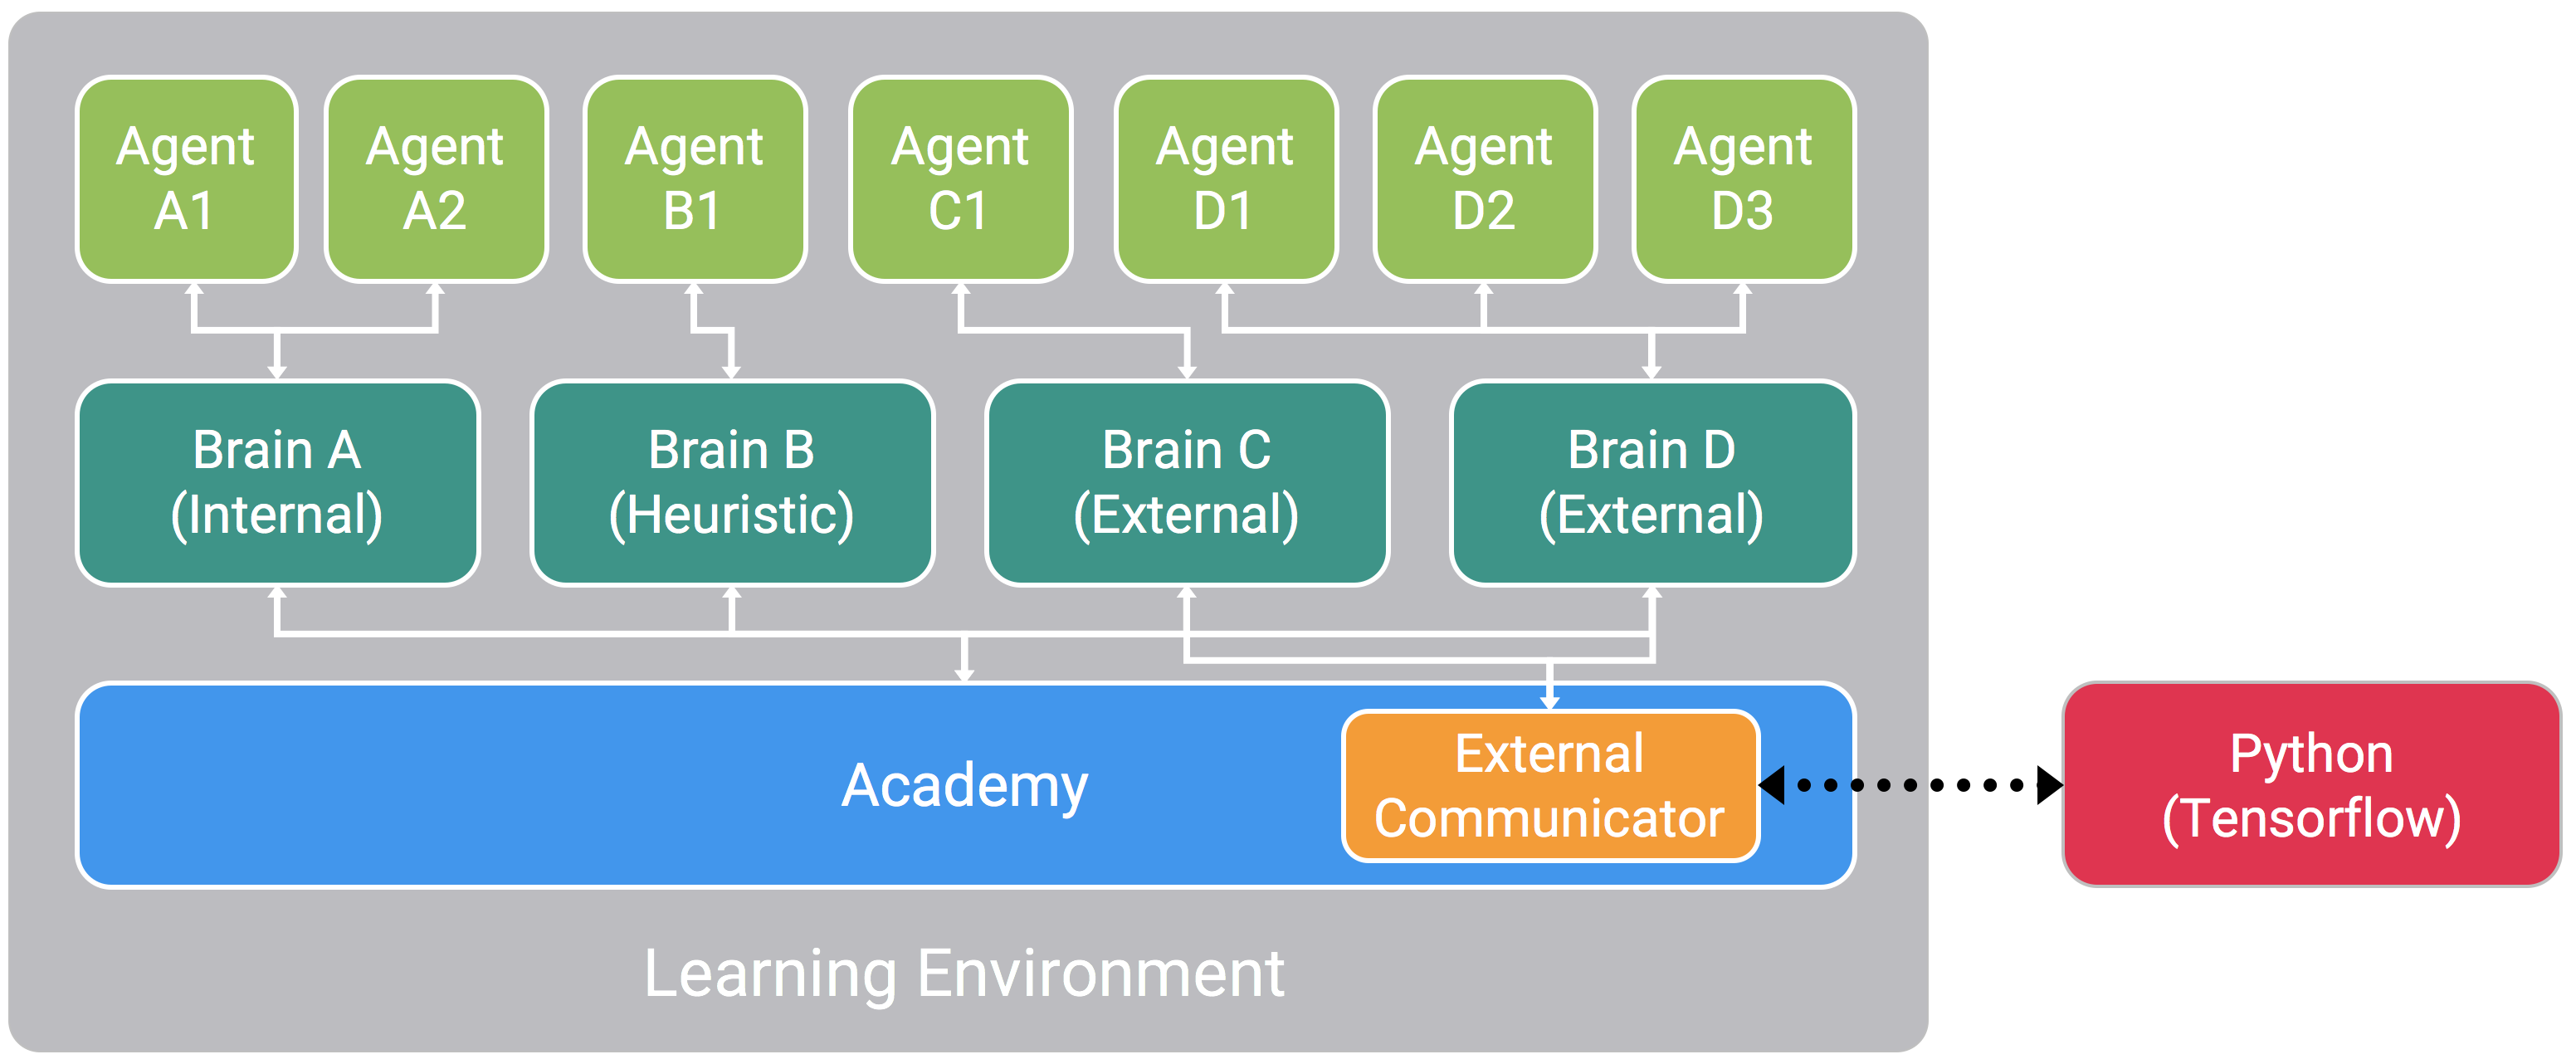 Agent
A1
Agent
A2
Agent
B1
Agent
C1
Agent
D1
Agent
D2
Agent
D3
Brain A
(Internal)
Brain B
(Heuristic)
Brain C
(External)
Brain D
(External)
Academy
External
Communicator
Python
(Tensorflow)
Learning Environment